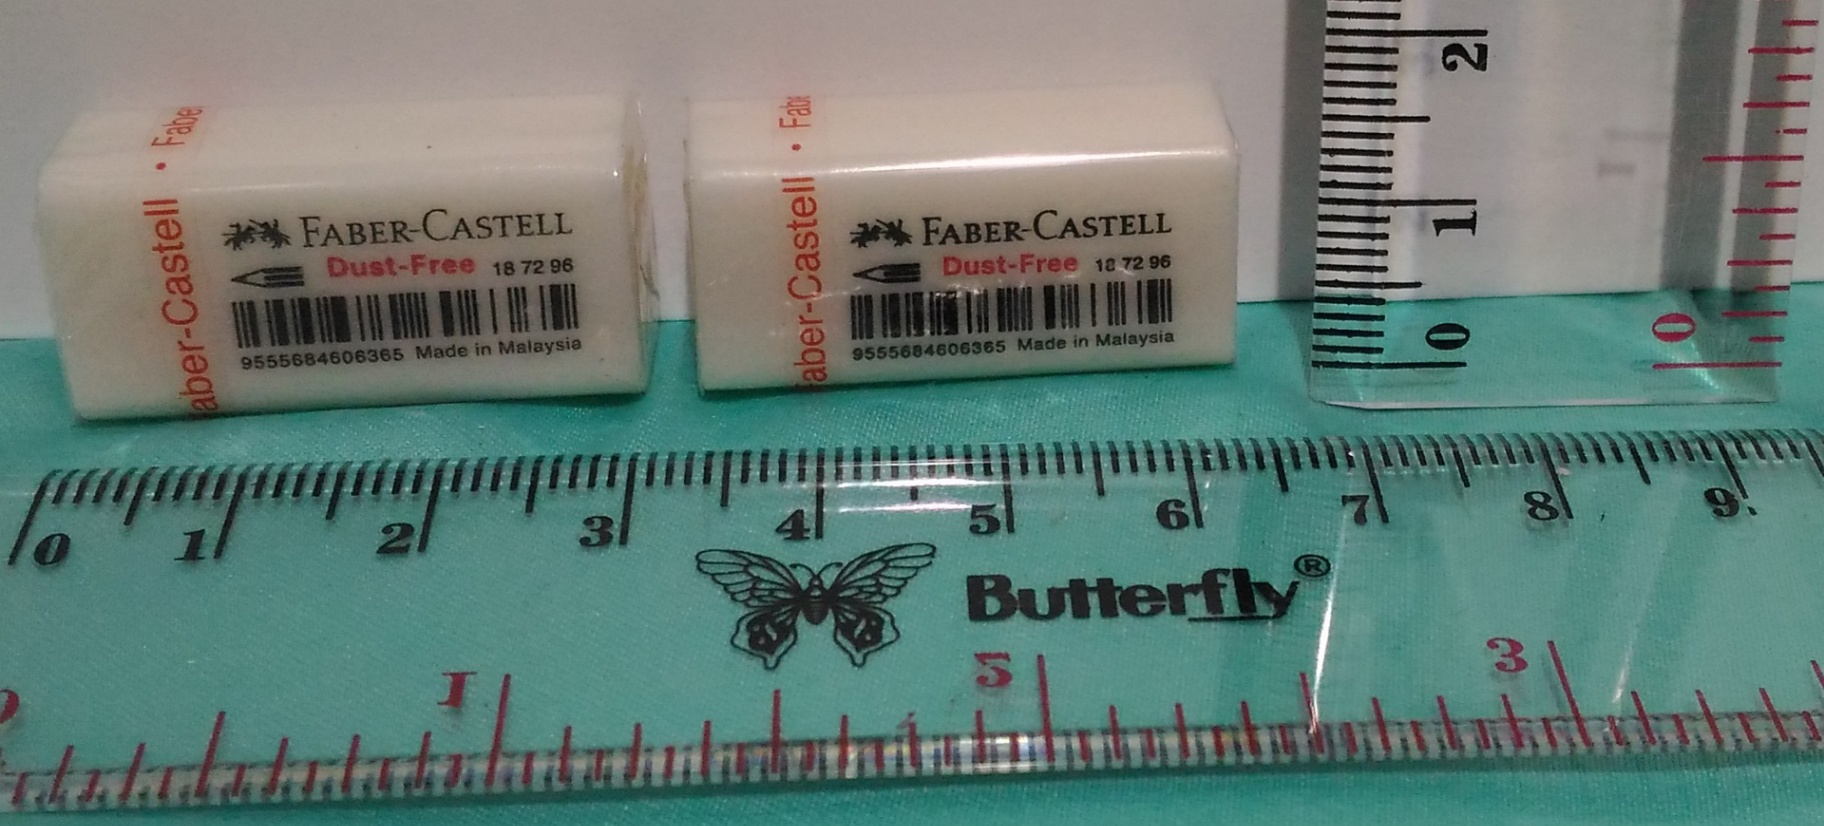 Faber-Castell • Fabe
FABER-CASTELL
Dust-Free 18 72 96
9555684606365 Made in Malaysia
aber-Castell • Fabe
FABER-CASTELL
Dust-Free 18 72 96
9555684606365 Made in Malaysia
2
1
0
0
0 1 2 3 4 5 6 7 8 9
Butterfly®
0 1 3